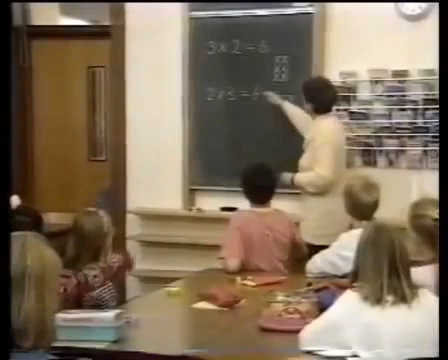 3 × 2 = 6
2 × 3 = 6